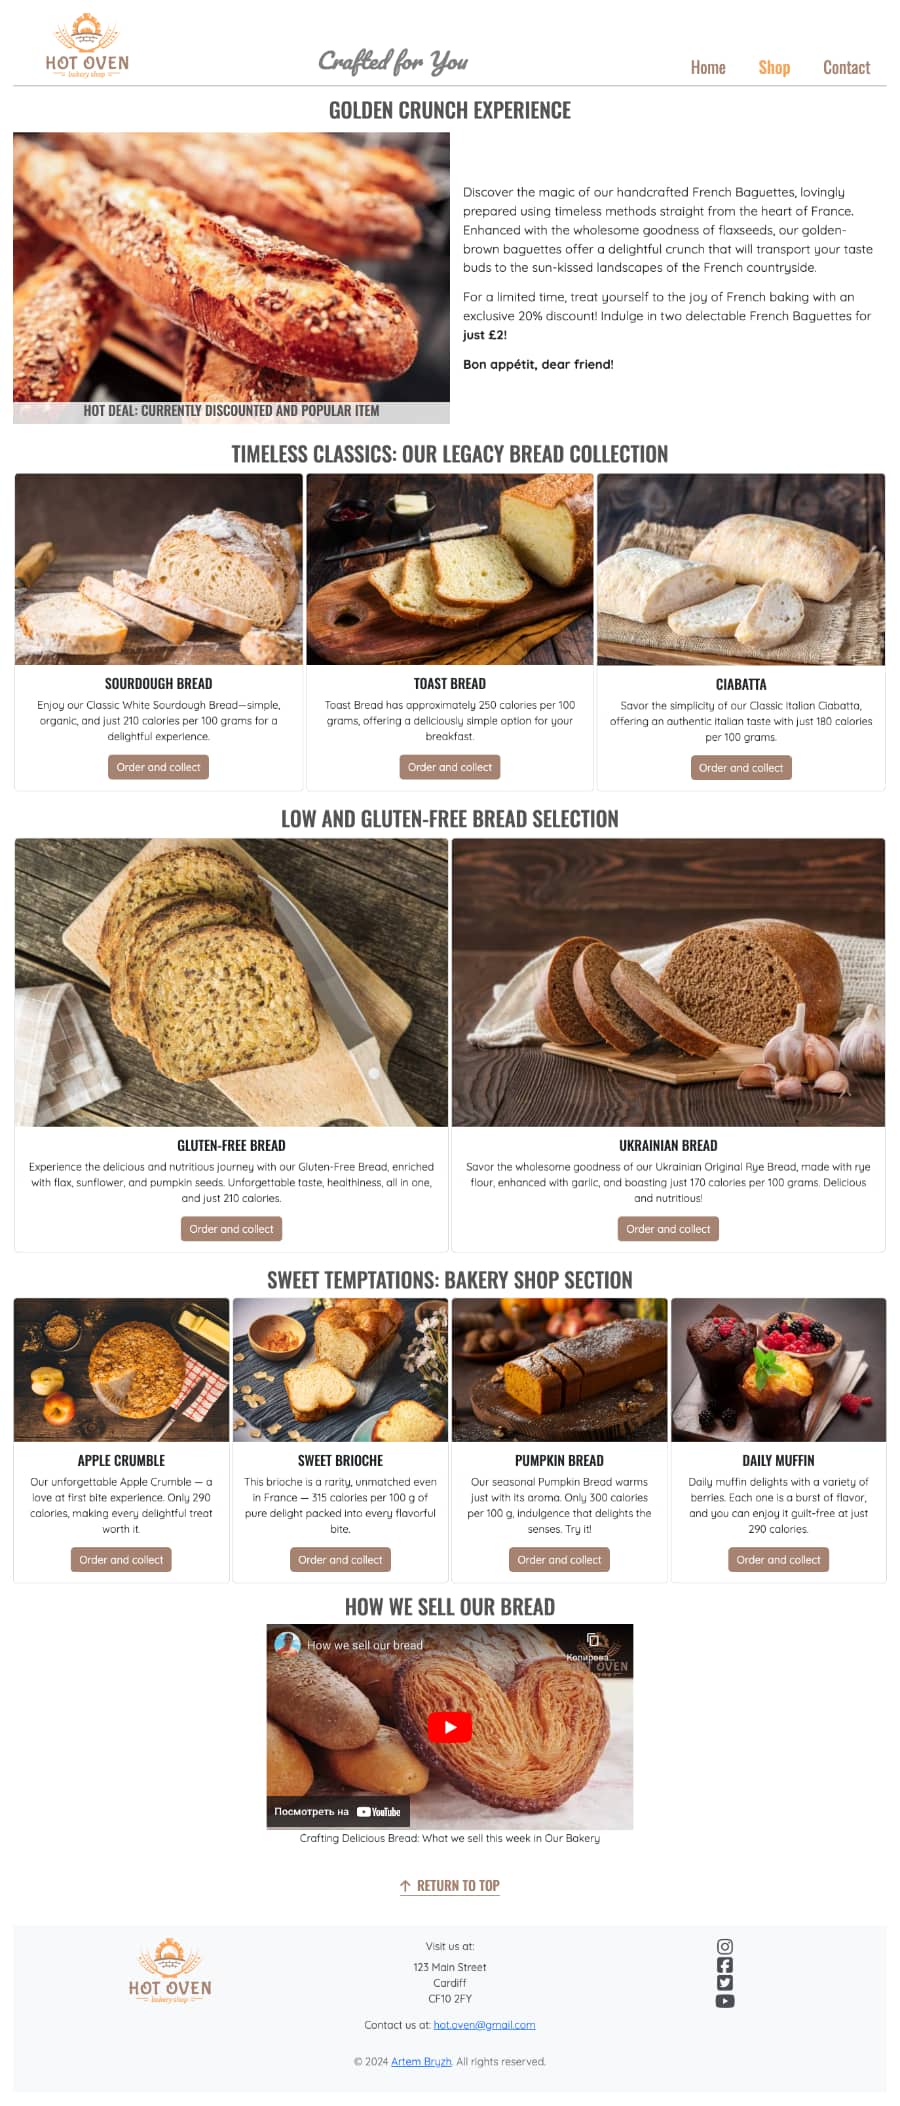 HOT OVEN
bakery shop
Crafted for You
Home
Shop
Contact
GOLDEN CRUNCH EXPERIENCE
Discover the magic of our handcrafted French Baguettes, lovingly
prepared using timeless methods straight from the heart of France.
Enhanced with the wholesome goodness of flaxseeds, our golden-
brown baguettes offer a delightful crunch that will transport your taste
buds to the sun-kissed landscapes of the French countryside.
For a limited time, treat yourself to the joy of French baking with an
exclusive 20% discount! Indulge in two delectable French Baguettes for
just £2!
Bon appétit, dear friend!
HOT DEAL: CURRENTLY DISCOUNTED AND POPULAR ITEM
TIMELESS CLASSICS: OUR LEGACY BREAD COLLECTION
SOURDOUGH BREAD
Enjoy our Classic White Sourdough Bread—simple,
organic, and just 210 calories per 100 grams for a
delightful experience.
Order and collect
TOAST BREAD
Toast Bread has approximately 250 calories per 100
grams, offering a deliciously simple option for your
breakfast.
Order and collect
CIABATTA
Savor the simplicity of our Classic Italian Ciabatta,
offering an authentic Italian taste with just 180 calories
per 100 grams.
Order and collect
LOW AND GLUTEN-FREE BREAD SELECTION
GLUTEN-FREE BREAD
Experience the delicious and nutritious journey with our Gluten-Free Bread, enriched
with flax, sunflower, and pumpkin seeds. Unforgettable taste, healthiness, all in one,
and just 210 calories.
Order and collect
UKRAINIAN BREAD
Savor the wholesome goodness of our Ukrainian Original Rye Bread, made with rye
flour, enhanced with garlic, and boasting just 170 calories per 100 grams. Delicious
and nutritious!
Order and collect
SWEET TEMPTATIONS: BAKERY SHOP SECTION
APPLE CRUMBLE
Our unforgettable Apple Crumble — a
love at first bite experience. Only 290
calories, making every delightful treat
worth it.
Order and collect
SWEET BRIOCHE
This brioche is a rarity, unmatched even
in France — 315 calories per 100 g of
pure delight packed into every flavorful
bite.
Order and collect
PUMPKIN BREAD
Our seasonal Pumpkin Bread warms
just with its aroma. Only 300 calories
per 100 g, indulgence that delights the
senses. Try it!
Order and collect
DAILY MUFFIN
Daily muffin delights with a variety of
berries. Each one is a burst of flavor,
and you can enjoy it guilt-free at just
290 calories.
Order and collect
HOW WE SELL OUR BREAD
How we sell our bread
Копирова...
HOT OVEN
Посмотреть на YouTube
Crafting Delicious Bread: What we sell this week in Our Bakery
RETURN TO TOP
HOT OVEN
bakery shop
Visit us at:
123 Main Street
Cardiff
CF10 2FY
Contact us at: hot.oven@gmail.com
© 2024 Artem Bryzh. All rights reserved.